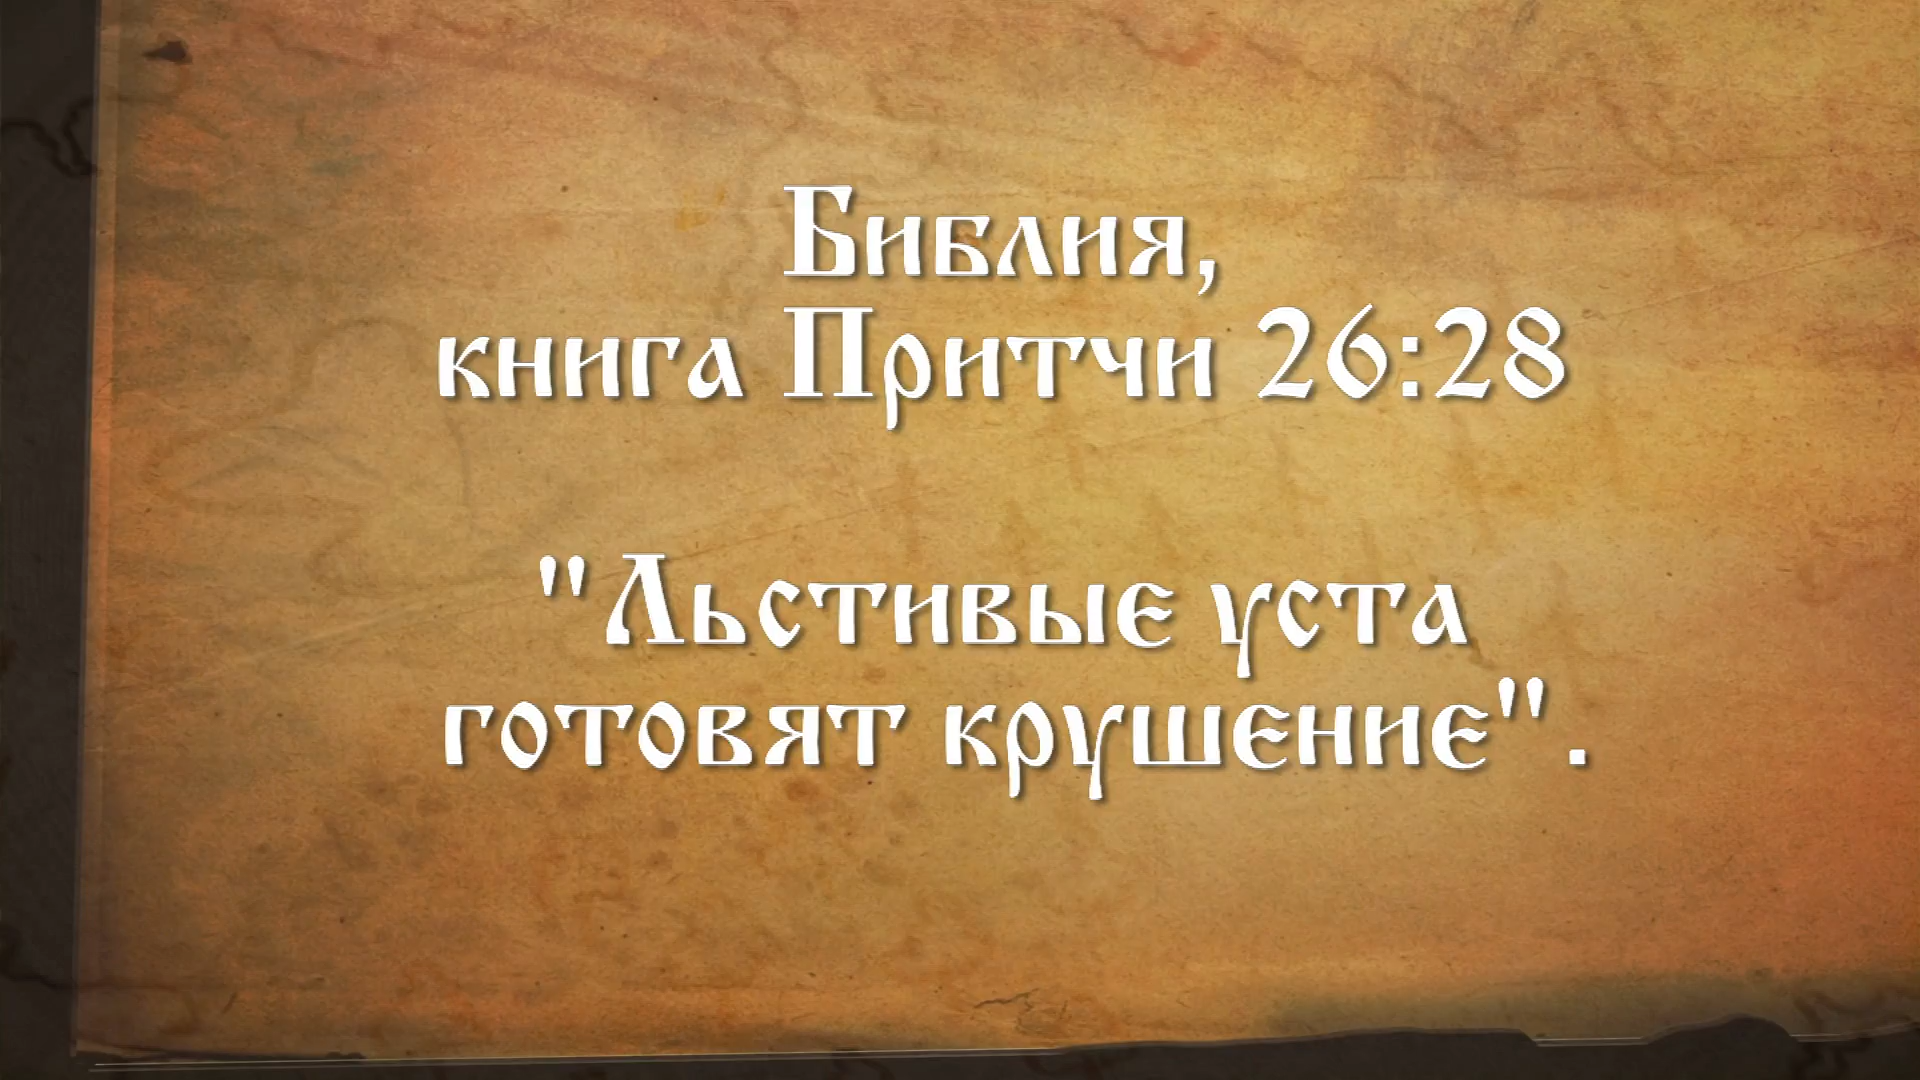 Библия,
книга Притчи 26:28
"Льстивые уста
готовят крушение".